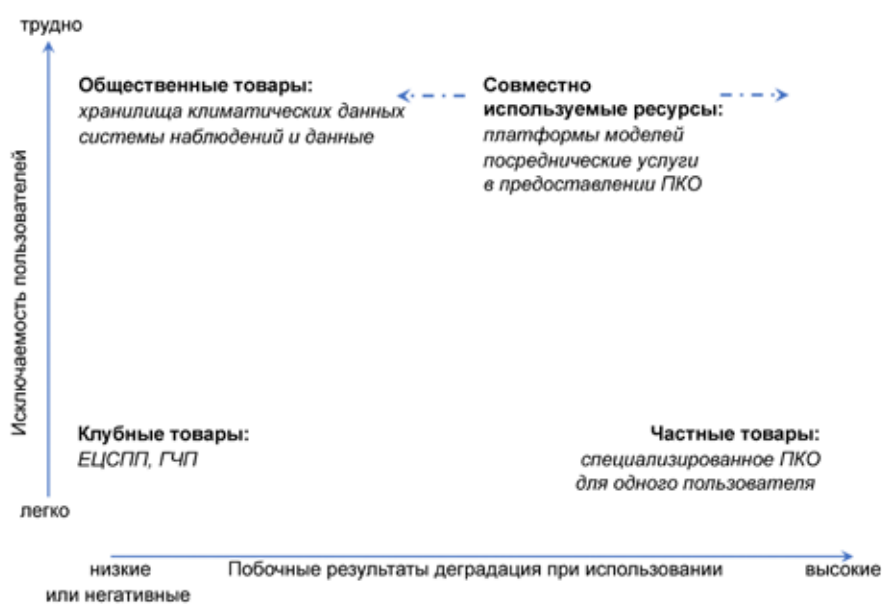 трудно
Общественные товары:
хранилища климатических данных
системы наблюдений и данные
Совместно
используемые ресурсы:
платформы моделей
посреднические услуги
в предоставлении ПКО
Исключаемость пользователей
Клубные товары:
ЕЦСПП, ГЧП
Частные товары:
специализированное ПКО
для одного пользователя
легко
низкие
или негативные
Побочные результаты деградация при использовании
высокие